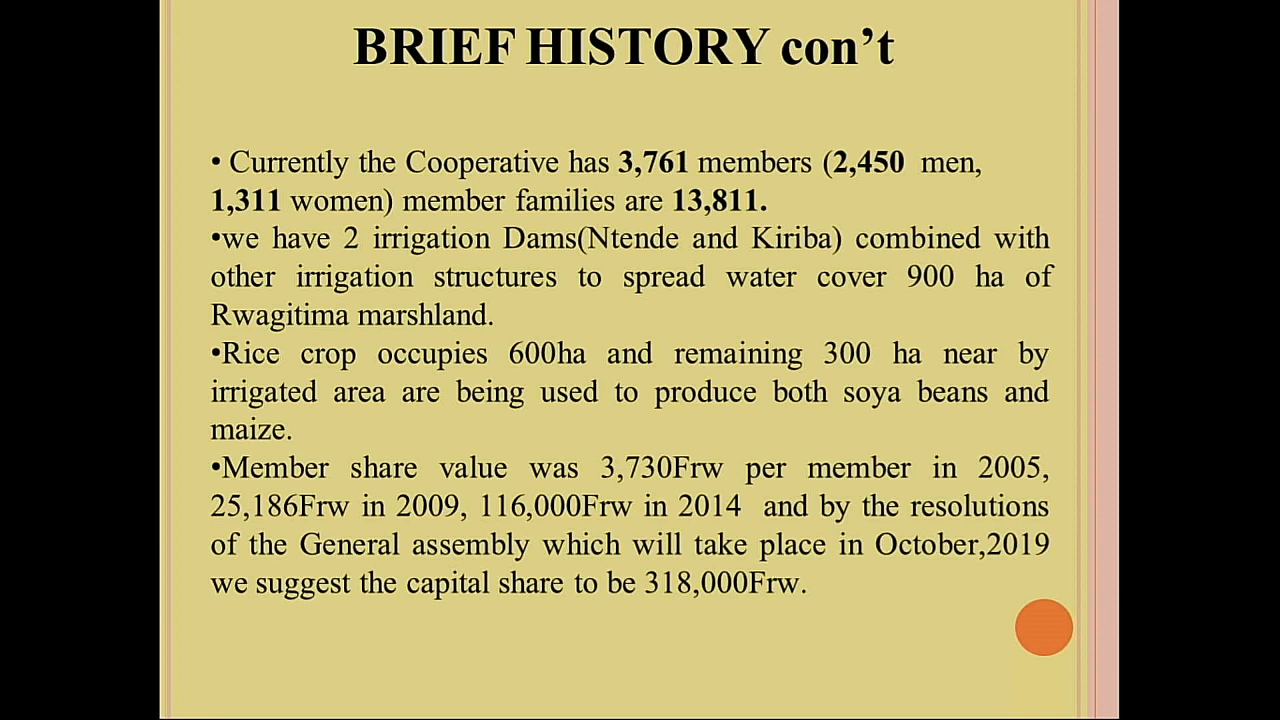 BRIEF HISTORY con’t
• Currently the Cooperative has 3,761 members (2,450 men,
1,311 women) member families are 13,811.
•we have 2 irrigation Dams(Ntende and Kiriba) combined with
other irrigation structures to spread water cover 900 ha of
Rwagitima marshland.
•Rice crop occupies 600ha and remaining 300 ha near by
irrigated area are being used to produce both soya beans and
maize.
•Member share value was 3,730Frw per member in 2005,
25,186Frw in 2009, 116,000Frw in 2014 and by the resolutions
of the General assembly which will take place in October,2019
we suggest the capital share to be 318,000Frw.